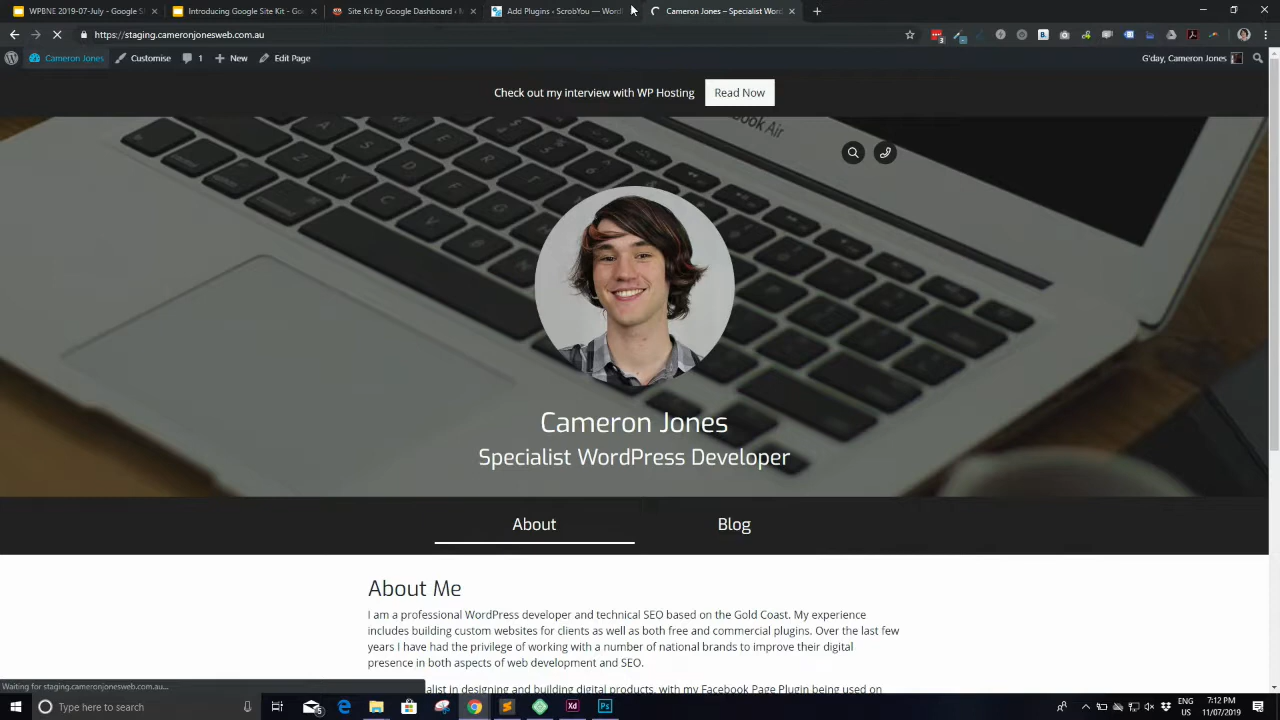 WPBNE 2019-07-July - Google S
Introducing Google Site Kit - Go
Site Kit by Google Dashboard
Add Plugins ‹ ScrobYou — Word
Cameron Jones – Specialist Wor
https://staging.cameronjonesweb.com.au
3
Cameron Jones
Customise
1
New
Edit Page
G'day, Cameron Jones
Check out my interview with WP Hosting
Read Now
Cameron Jones
Specialist WordPress Developer
About
Blog
About Me
I am a professional WordPress developer and technical SEO based on the Gold Coast. My experience
includes building custom websites for clients as well as both free and commercial plugins. Over the last few
years I have had the privilege of working with a number of national brands to improve their digital
presence in both aspects of web development and SEO.
alist in designing and building digital products, with my Facebook Page Plugin being used on
Waiting for staging.cameronjonesweb.com.au...
Type here to search
Xd
Ps
ENG
GREY
7:12 PM
11/07/2019